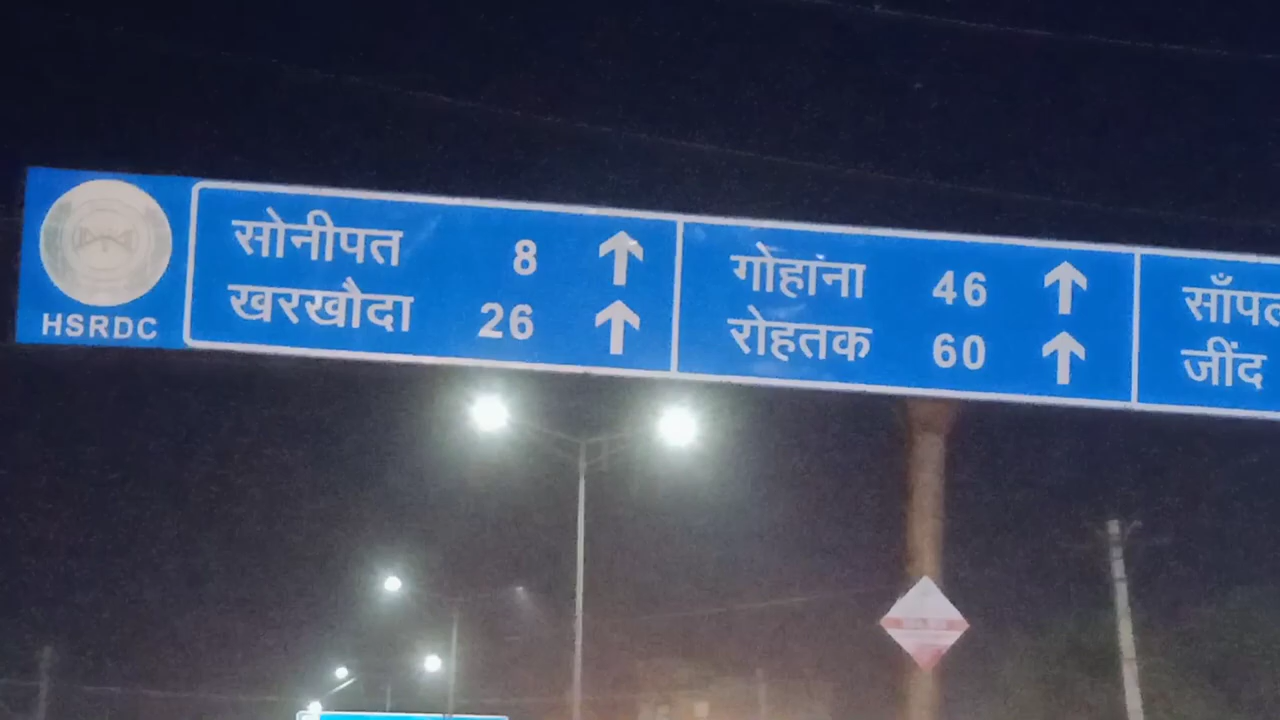 HSRDC
सोनीपत 8 ↑
खरखौदा 26 ↑
गोहांना 46 ↑
रोहतक 60 ↑
जींद